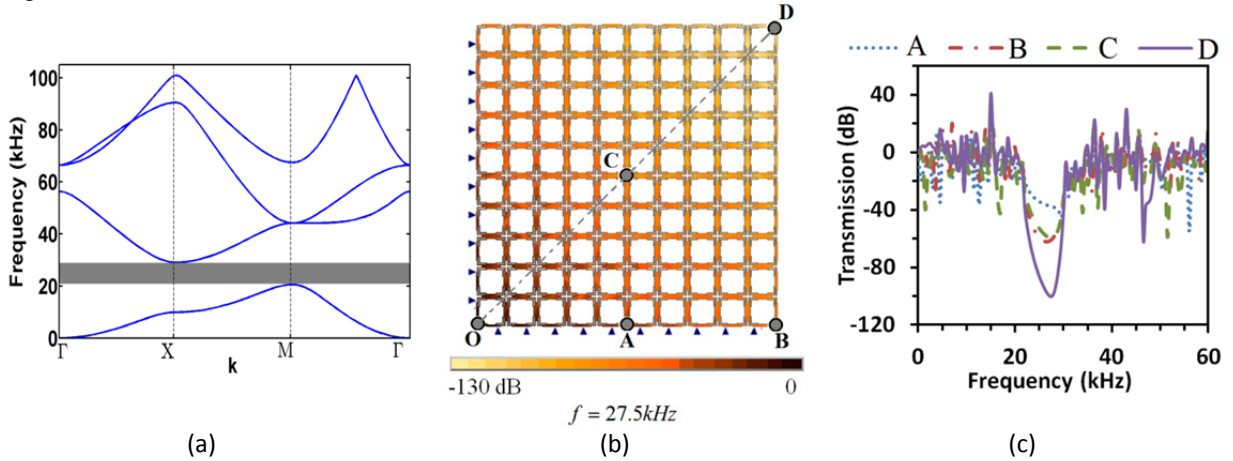 100
80
60
40
20
0
Frequency (kHz)
Γ X M Γ
k
(a)
D
C
O A B
-130 dB 0
f = 27.5kHz
(b)
A B C D
40
0
-40
-80
-120
Transmission (dB)
0 20 40 60
Frequency (kHz)
(c)